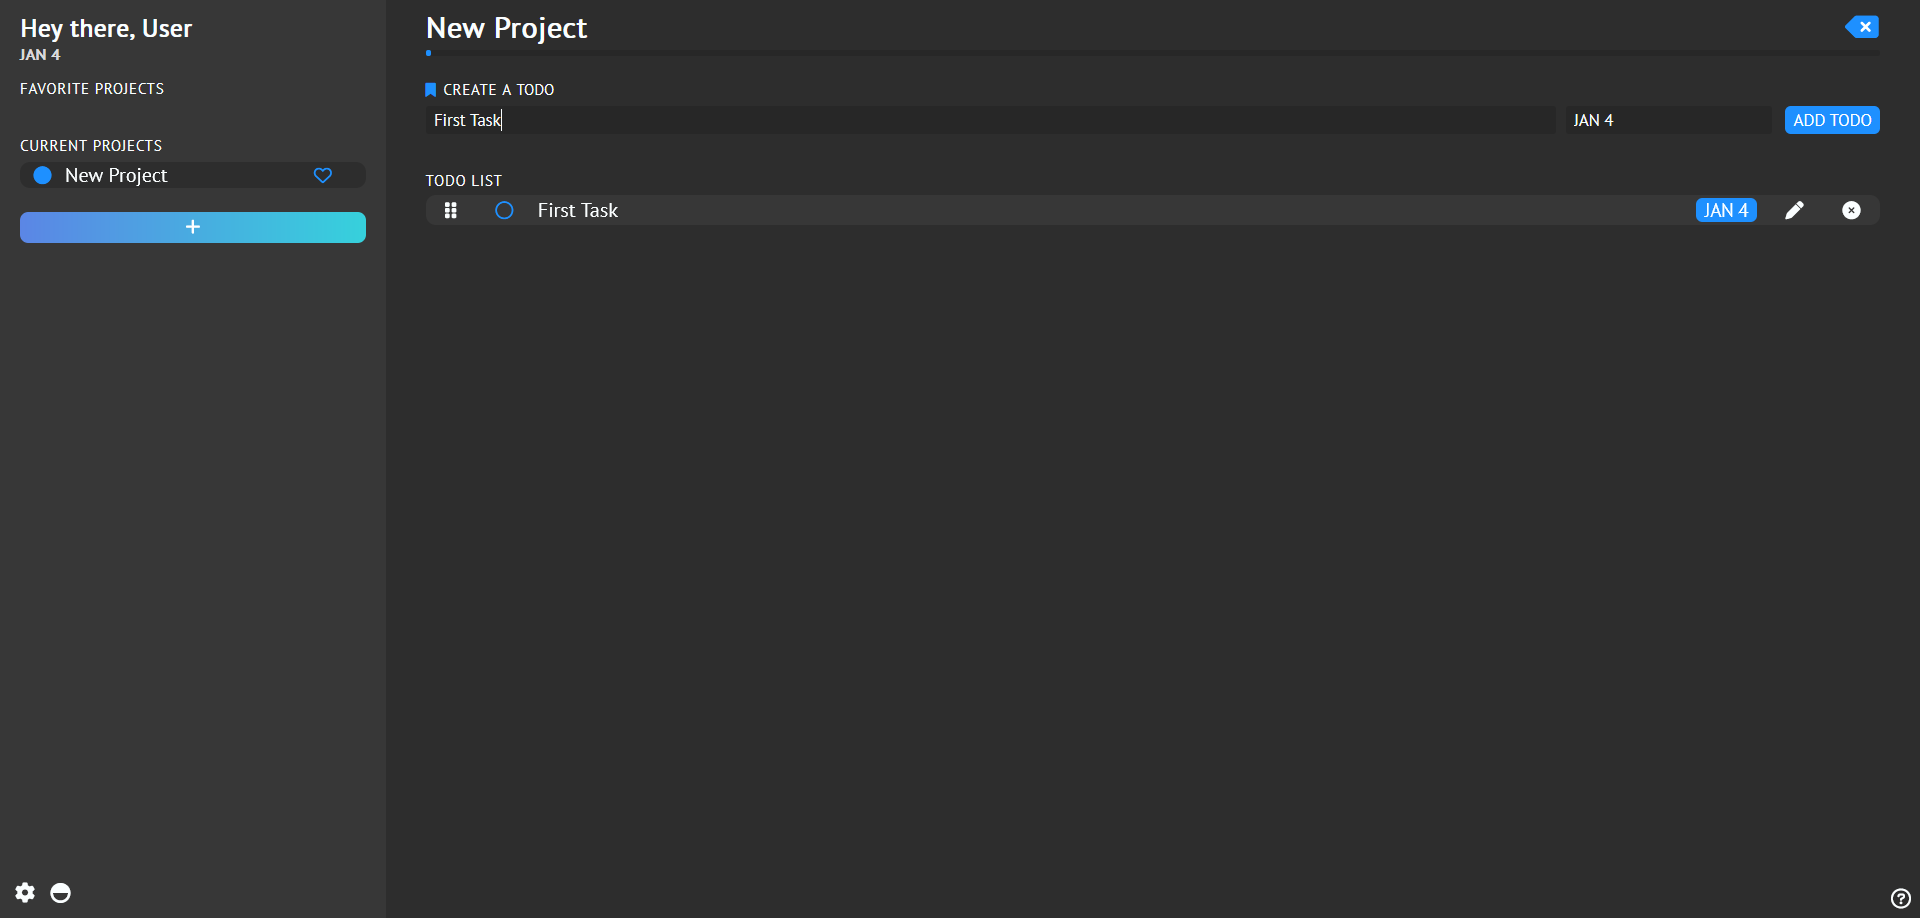 Hey there, User
JAN 4
FAVORITE PROJECTS
CURRENT PROJECTS
New Project
New Project
CREATE A TODO
First Task
JAN 4
ADD TODO
TODO LIST
First Task
JAN 4